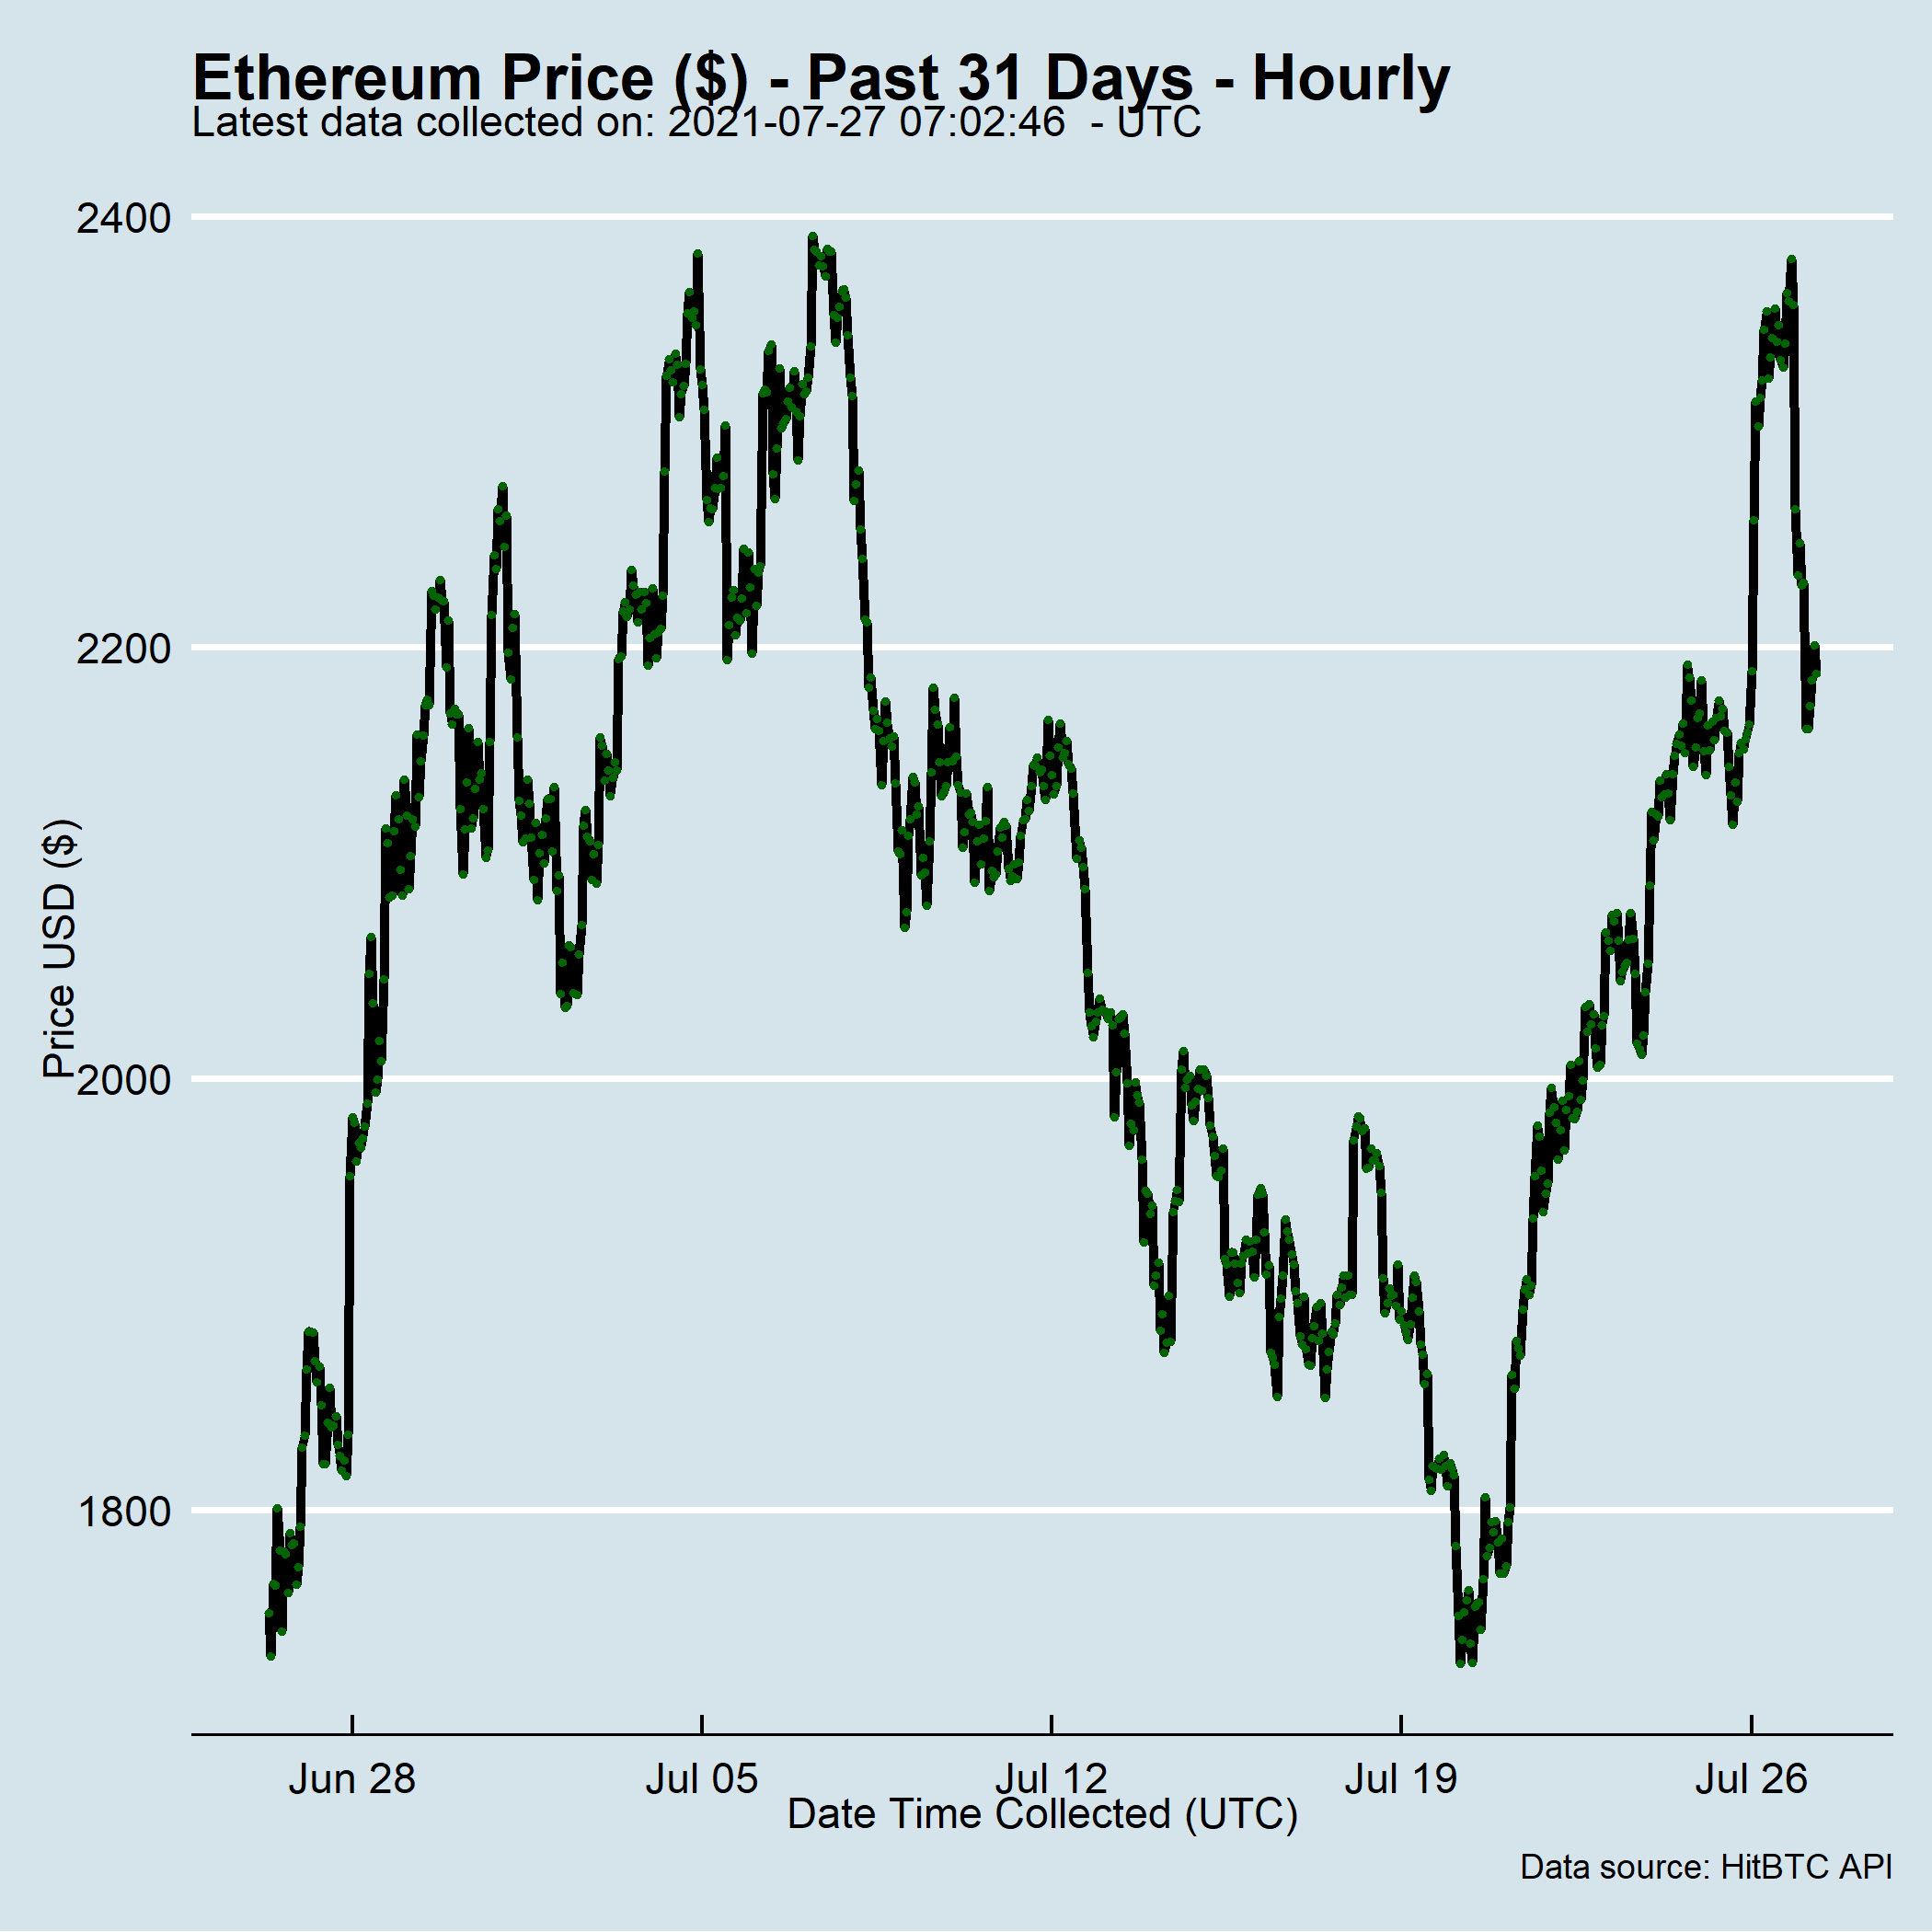 Ethereum Price ($) - Past 31 Days - Hourly
Latest data collected on: 2021-07-27 07:02:46  - UTC
2400
2200
2000
1800
Price USD ($)
Jun 28
Jul 05
Jul 12
Jul 19
Jul 26
Date Time Collected (UTC)
Data source: HitBTC API